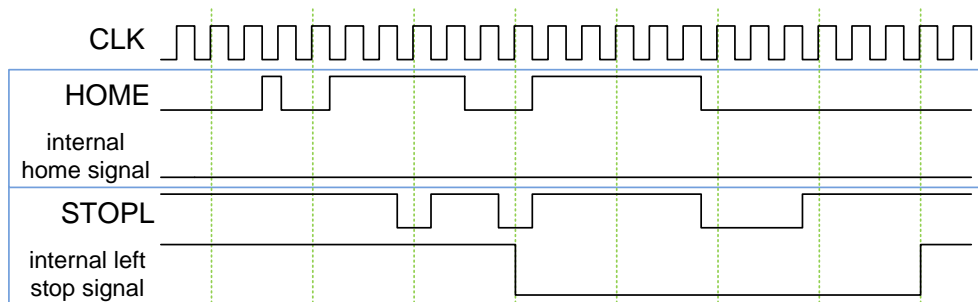 CLK
HOME
internal
home signal
STOPL
internal left
stop signal